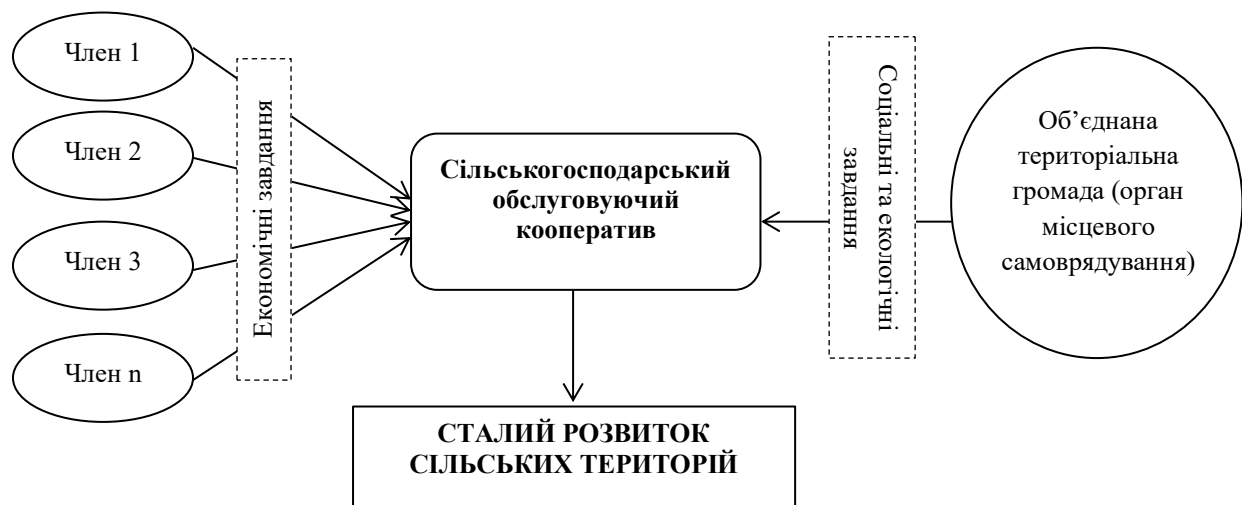 Член 1
Член 2
Член 3
Член n
Економічні завдання
Сільськогосподарський
обслуговуючий
кооператив
Соціальні та екологічні
завдання
Об’єднана
територіальна
громада (орган
місцевого
самоврядування)
СТАЛИЙ РОЗВИТОК
СІЛЬСЬКИХ ТЕРИТОРІЙ